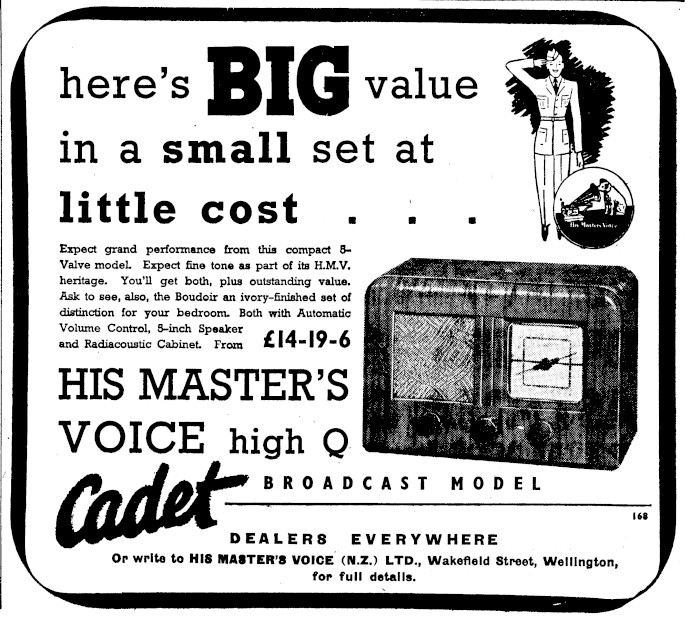 here's BIG value
in a small set at
little cost . . .
His Masters Voice
Expect grand performance from this compact 5-
Valve model. Expect fine tone as part of its H.M.V.
heritage. You'll get both, plus outstanding value.
Ask to see, also, the Boudoir an ivory-finished set of
distinction for your bedroom. Both with Automatic
Volume Control, 5-inch Speaker
and Radiacoustic Cabinet. From £14-19-6
HIS MASTER'S
VOICE high Q
Cadet BROADCAST MODEL
168
DEALERS EVERYWHERE
Or write to HIS MASTER'S VOICE (N.Z.) LTD., Wakefield Street, Wellington,
for full details.